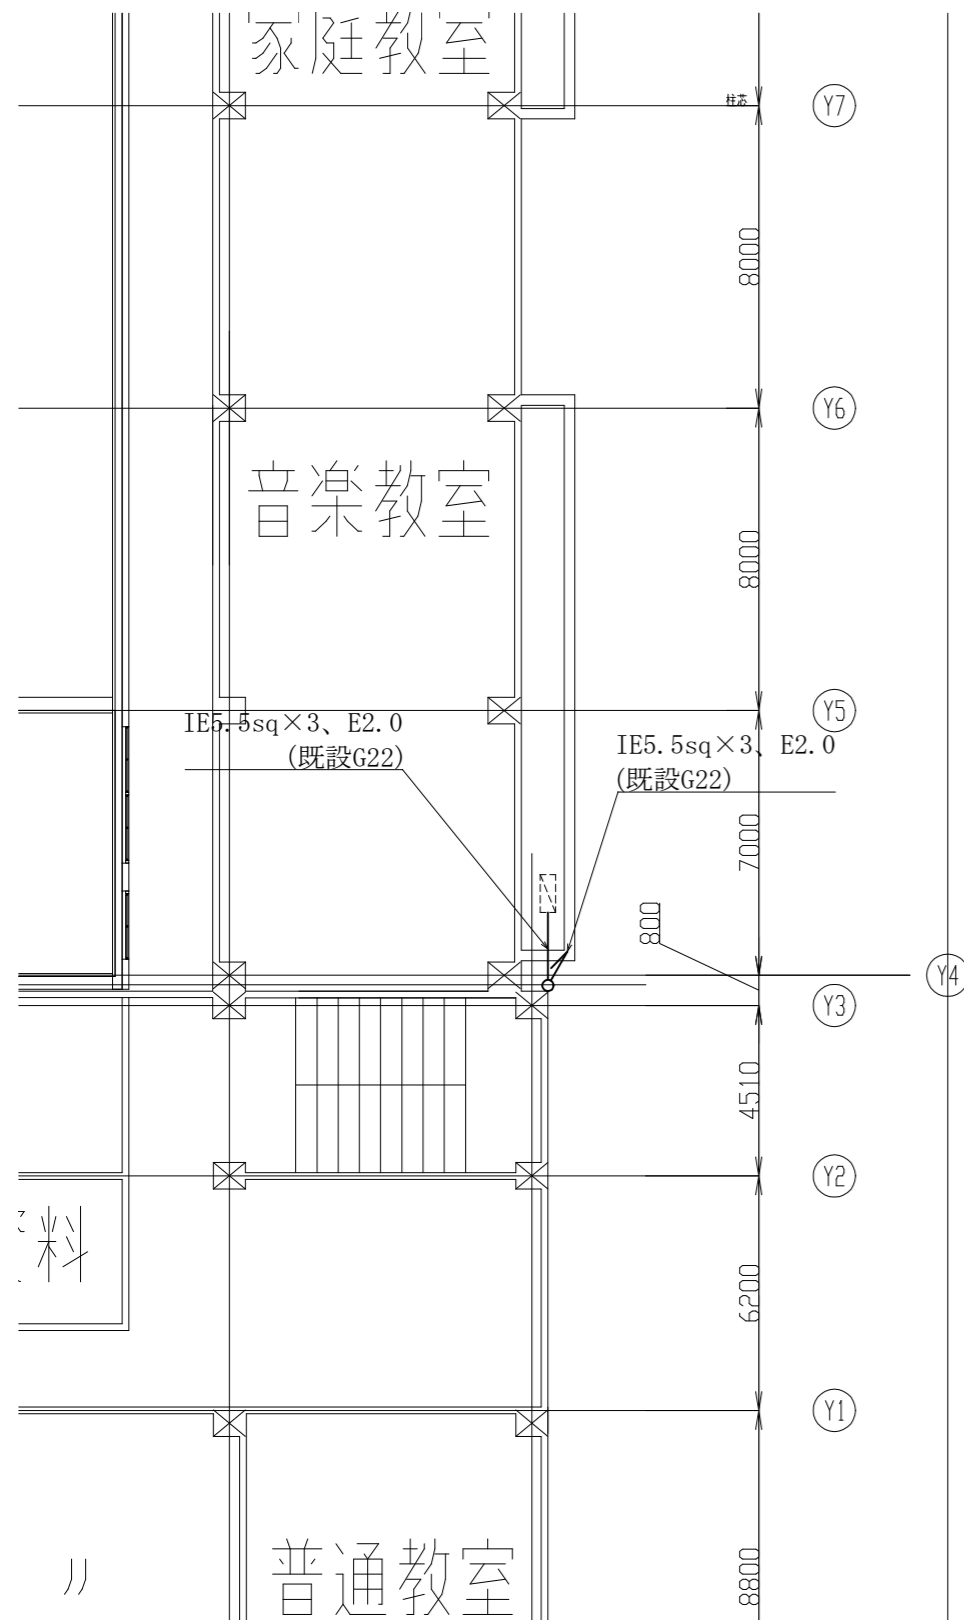 家庭教室
柱芯
Y7
8000
Y6
音楽教室
8000
Y5
IE5.5sq×3、E2.0
(既設G22)
IE5.5sq×3、E2.0
(既設G22)
7000
800
Y4
Y3
4510
Y2
料
6200
Y1
普通教室
8800